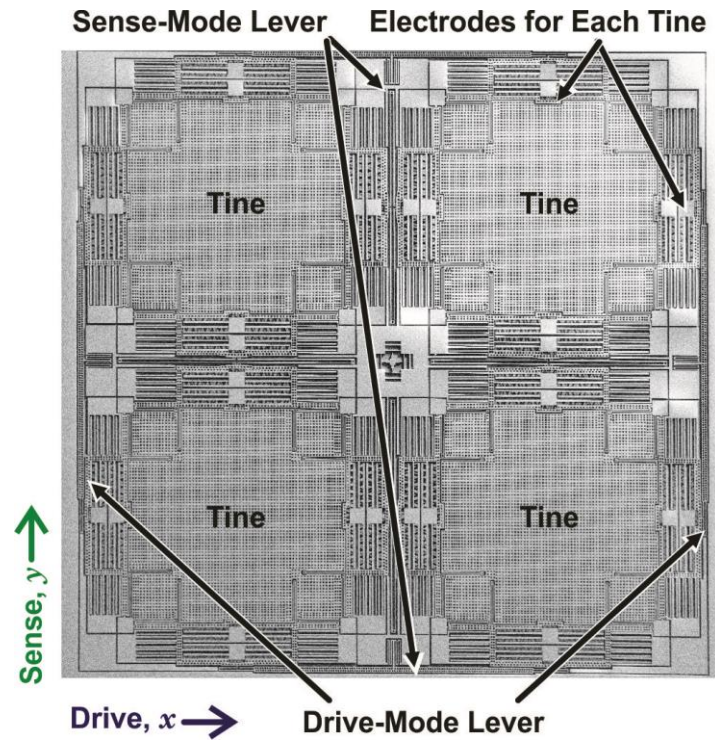 Sense-Mode Lever Electrodes for Each Tine
Tine Tine
Tine Tine
Sense, y
Drive, x
Drive-Mode Lever